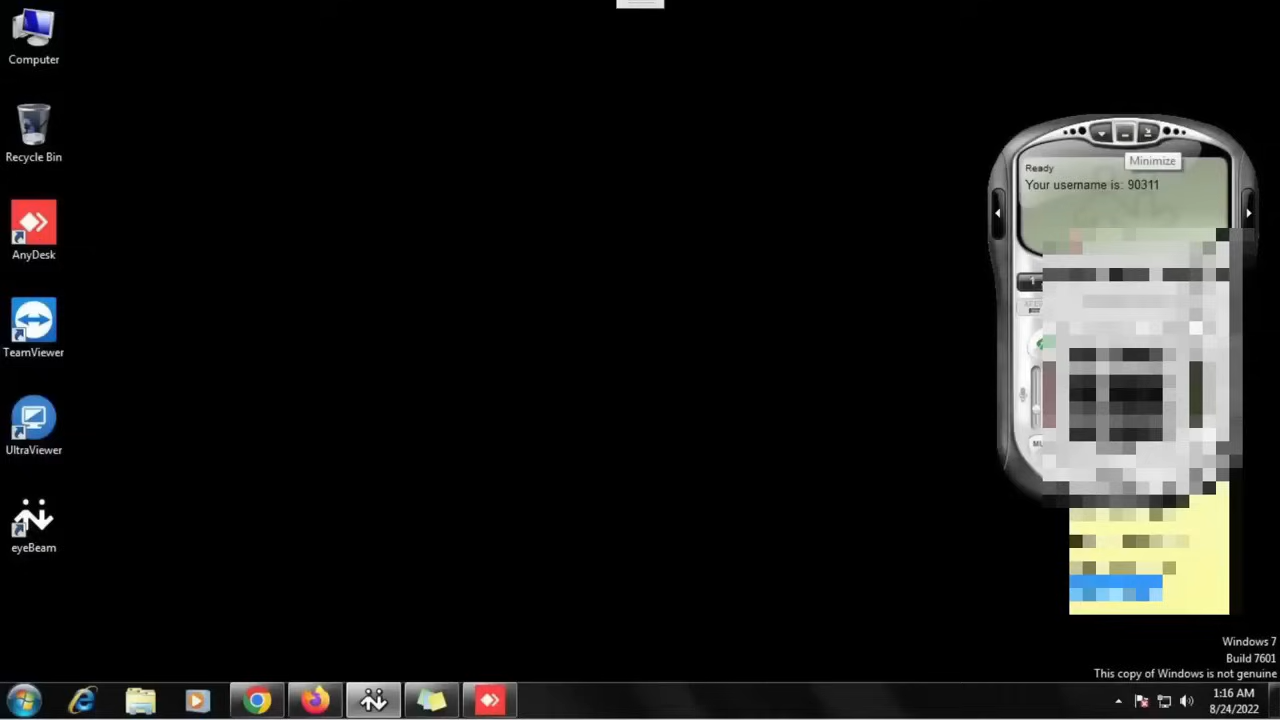 Computer
Recycle Bin
AnyDesk
TeamViewer
UltraViewer
eyeBeam
Minimize
Ready
Your username is: 90311
1
Windows 7
Build 7601
This copy of Windows is not genuine
1:16 AM
8/24/2022